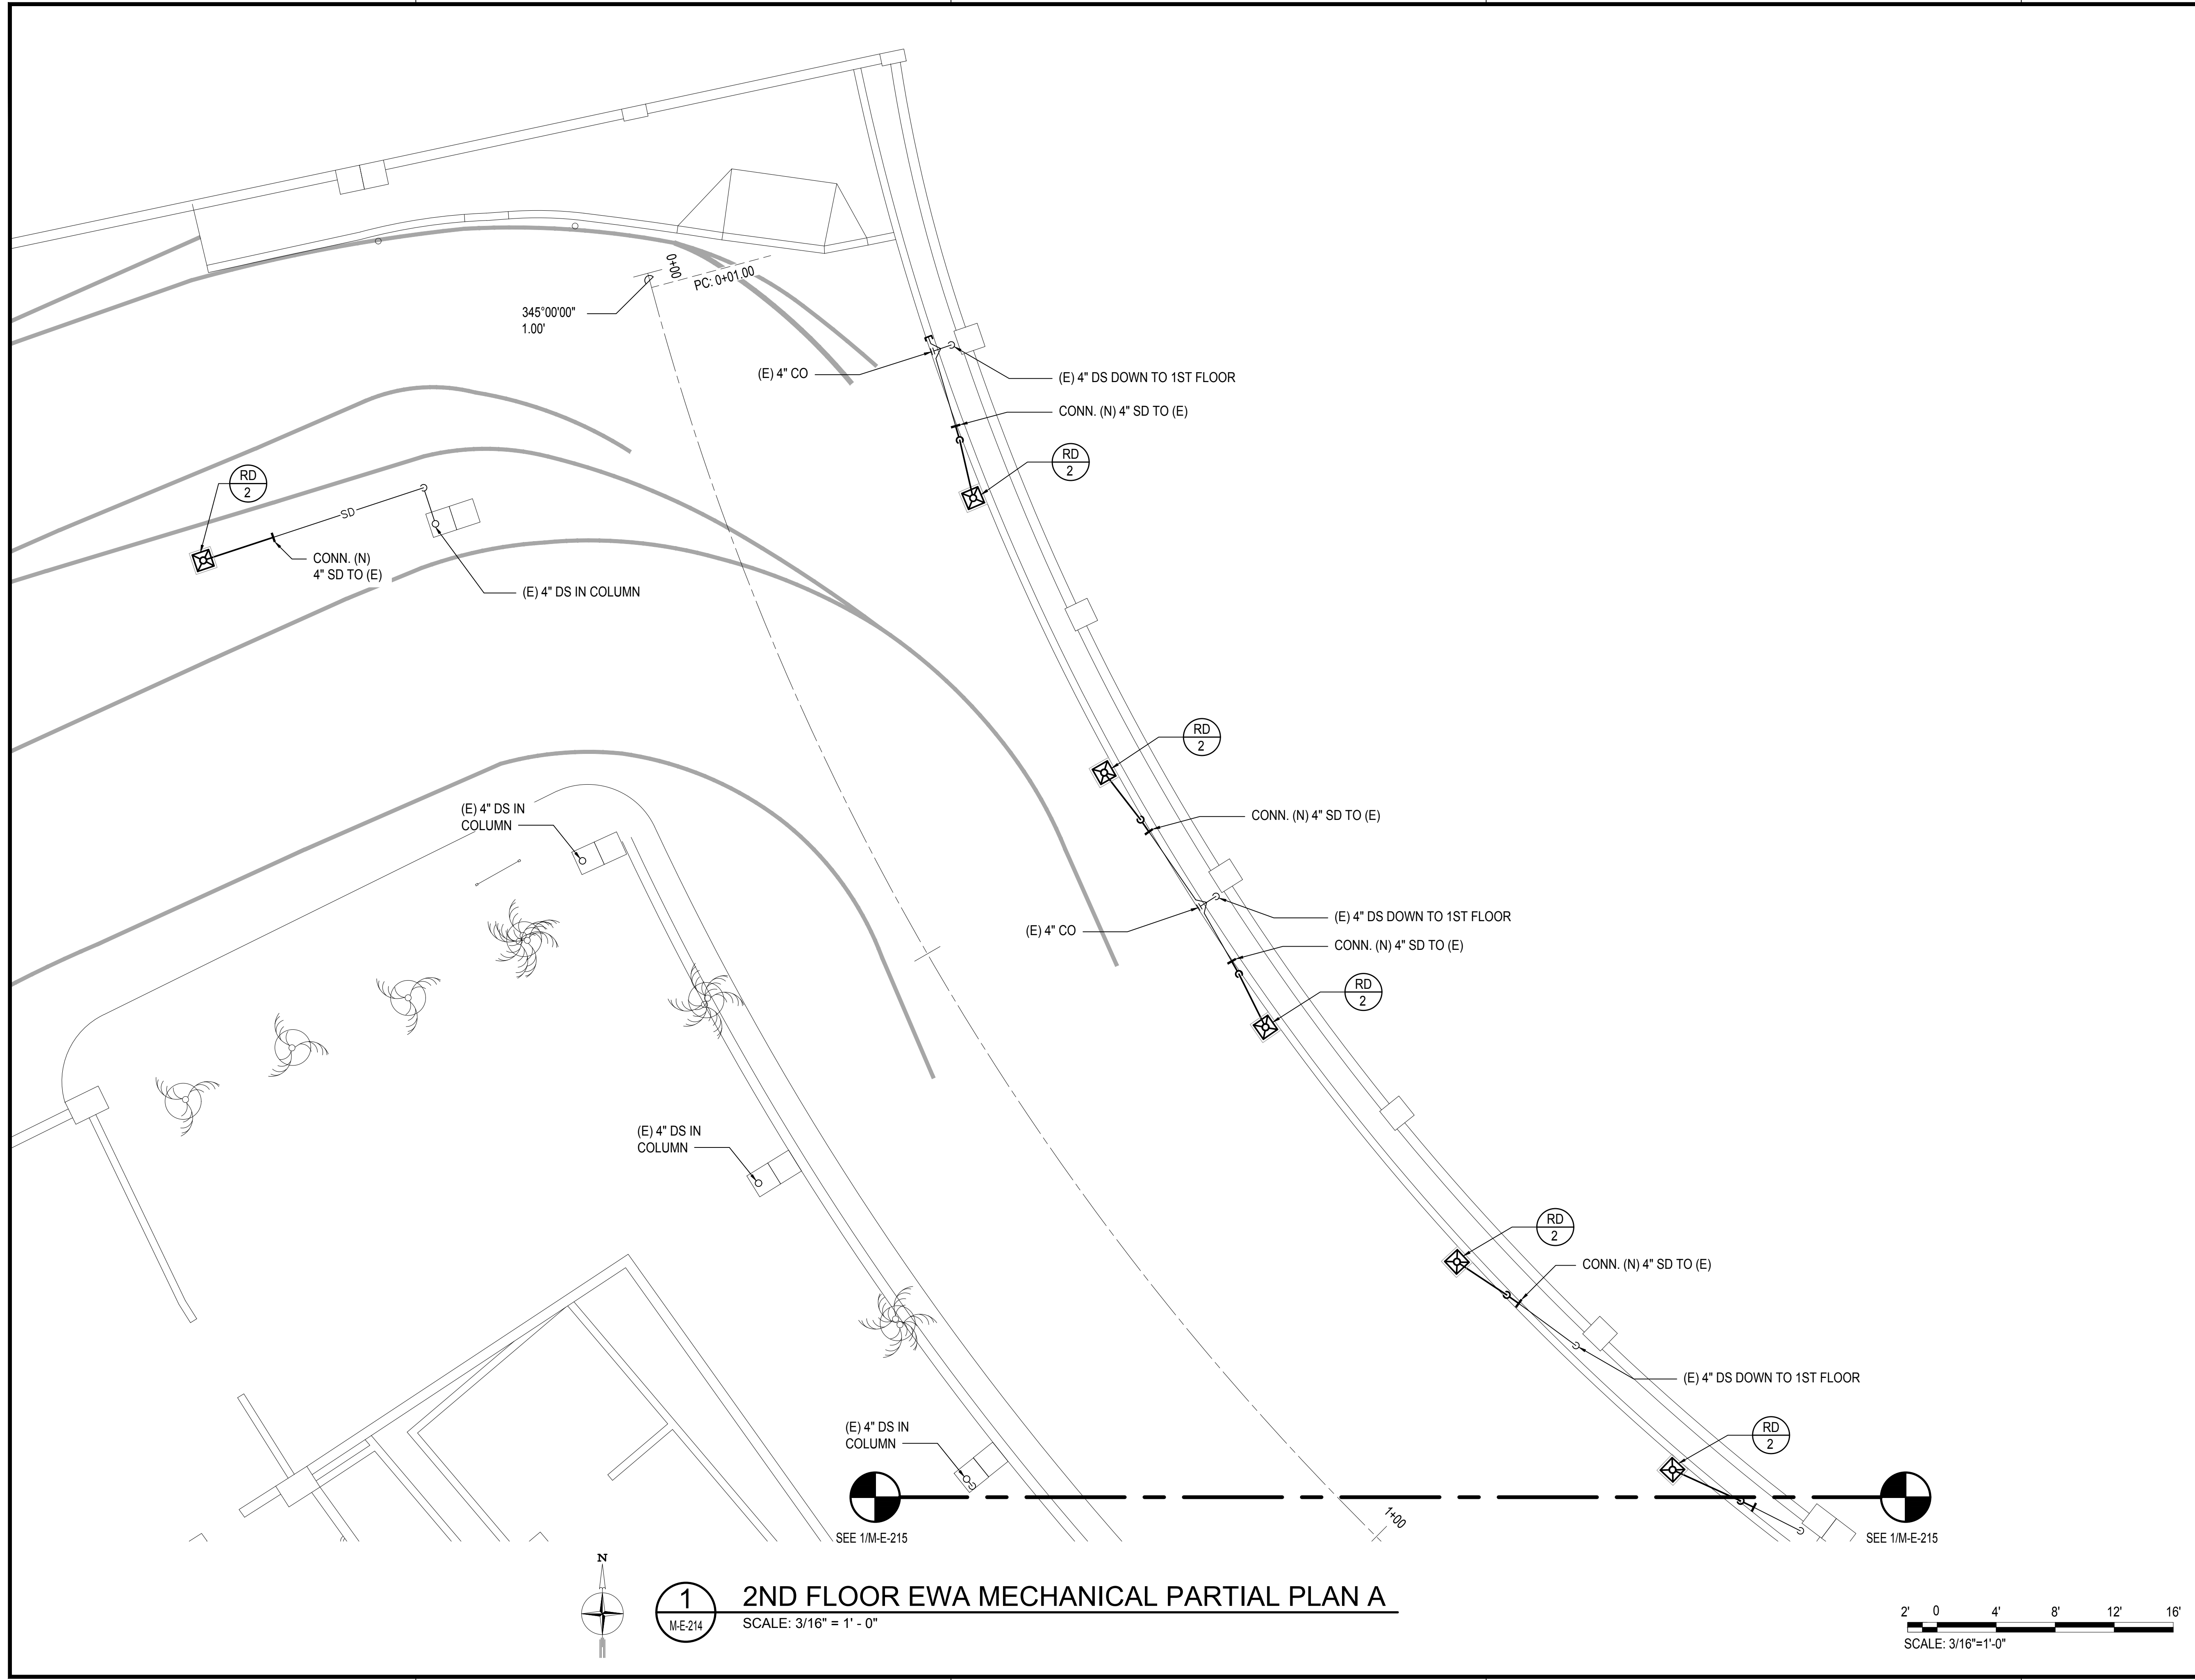 0+00
PC: 0+01.00
345°00'00"
1.00'
(E) 4" CO
(E) 4" DS DOWN TO 1ST FLOOR
CONN. (N) 4" SD TO (E)
RD
2
RD
2
SD
CONN. (N)
4" SD TO (E)
(E) 4" DS IN COLUMN
RD
2
(E) 4" DS IN
COLUMN
CONN. (N) 4" SD TO (E)
(E) 4" DS DOWN TO 1ST FLOOR
(E) 4" CO
CONN. (N) 4" SD TO (E)
RD
2
(E) 4" DS IN
COLUMN
RD
2
CONN. (N) 4" SD TO (E)
(E) 4" DS DOWN TO 1ST FLOOR
(E) 4" DS IN
COLUMN
RD
2
1+00
SEE 1/M-E-215
SEE 1/M-E-215
N
1
M-E-214
2ND FLOOR EWA MECHANICAL PARTIAL PLAN A
SCALE: 3/16" = 1' - 0"
2' 0 4' 8' 12' 16'
SCALE: 3/16"=1'-0"